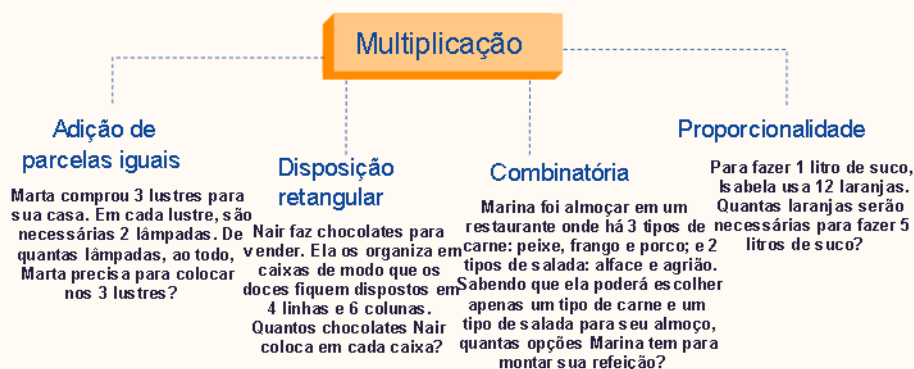 Multiplicação
Adição de
parcelas iguais
Marta comprou 3 lustres para
sua casa. Em cada lustre, são
necessárias 2 lâmpadas. De
quantas lâmpadas, ao todo,
Marta precisa para colocar
nos 3 lustres?
Disposição
retangular
Nair faz chocolates para
vender. Ela os organiza em
caixas de modo que os
doces fiquem dispostos em
4 linhas e 6 colunas.
Quantos chocolates Nair
coloca em cada caixa?
Combinatória
Marina foi almoçar em um
restaurante onde há 3 tipos de
carne: peixe, frango e porco; e 2
tipos de salada: alface e agrião.
Sabendo que ela poderá escolher
apenas um tipo de carne e um
tipo de salada para seu almoço,
quantas opções Marina tem para
montar sua refeição?
Proporcionalidade
Para fazer 1 litro de suco,
Isabela usa 12 laranjas.
Quantas laranjas serão
necessárias para fazer 5
litros de suco?